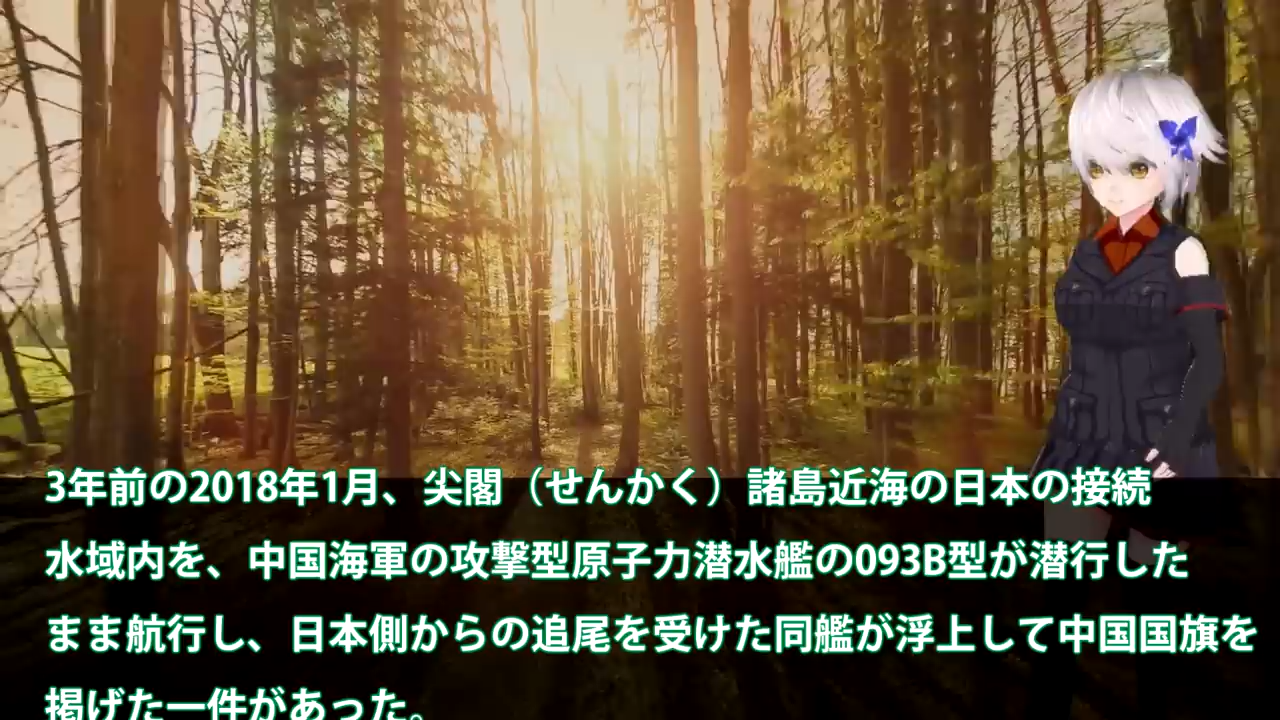 3年前の2018年1月、尖閣（せんかく）諸島近海の日本の接続
水域内を、中国海軍の攻撃型原子力潜水艦の093B型が潜行した
まま航行し、日本側からの追尾を受けた同艦が浮上して中国国旗を
掲げた一件があった。